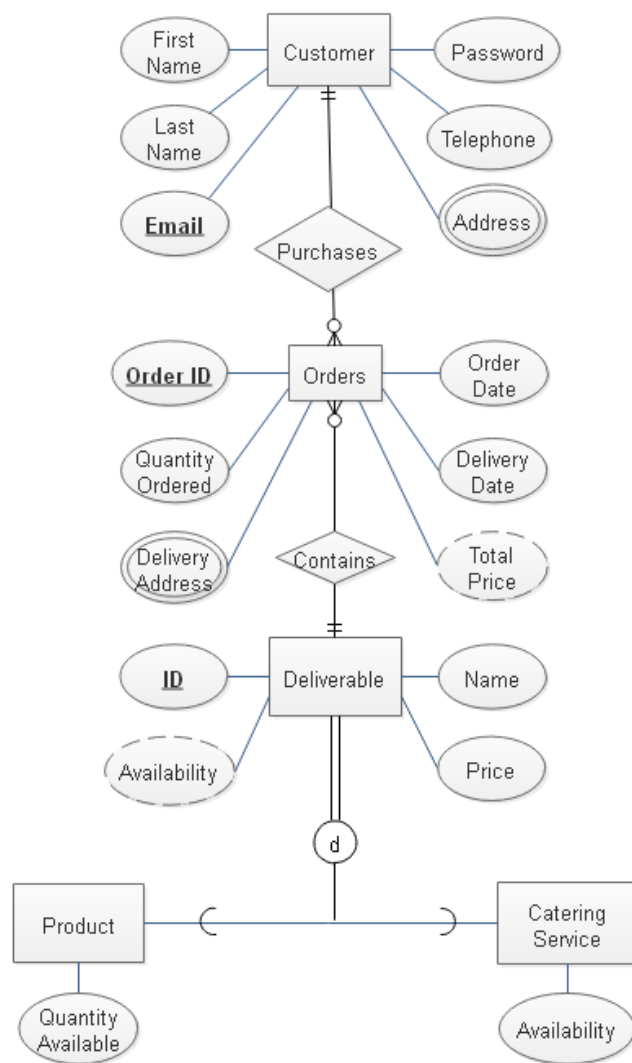 First
Name
Customer
Password
Last
Name
Telephone
Email
Address
Purchases
Order ID
Orders
Order
Date
Quantity
Ordered
Delivery
Date
Delivery
Address
Contains
Total
Price
ID
Deliverable
Name
Availability
Price
d
Product
Catering
Service
Quantity
Available
Availability